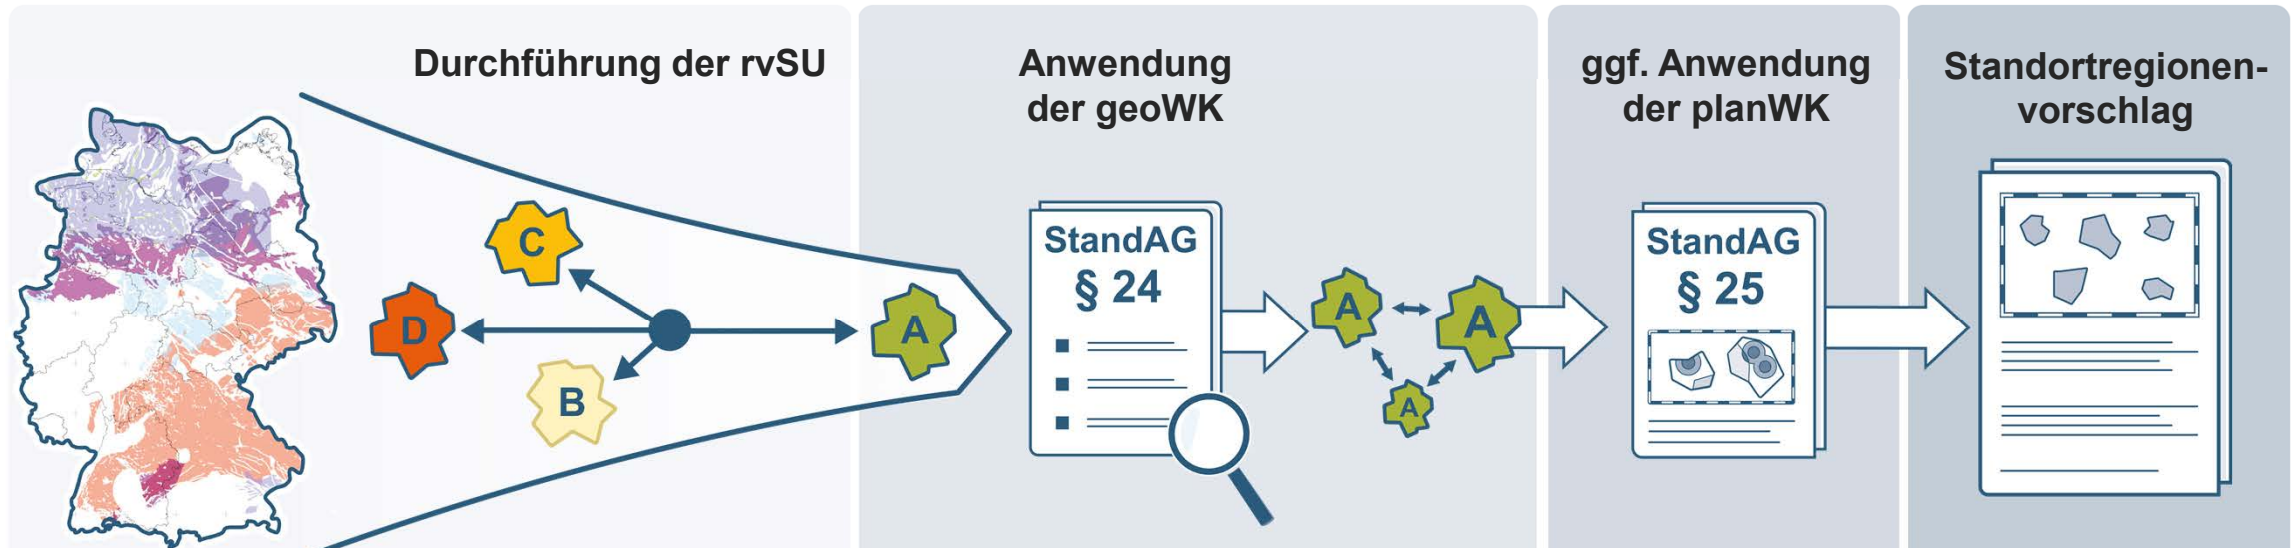 Durchführung der rvSU
Anwendung
der geoWK
ggf. Anwendung
der planWK
Standortregionen-
vorschlag
D
C
B
A
StandAG
§ 24
A
A
A
StandAG
§ 25